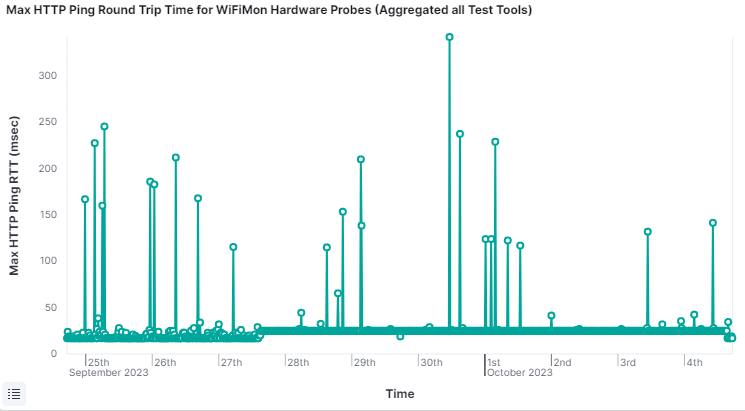 Max HTTP Ping Round Trip Time for WiFiMon Hardware Probes (Aggregated all Test Tools)
Max HTTP Ping RTT (msec)
300
250
200
150
100
50
0
25th 26th 27th 28th 29th 30th 1st 2nd 3rd 4th
September 2023 October 2023
Time